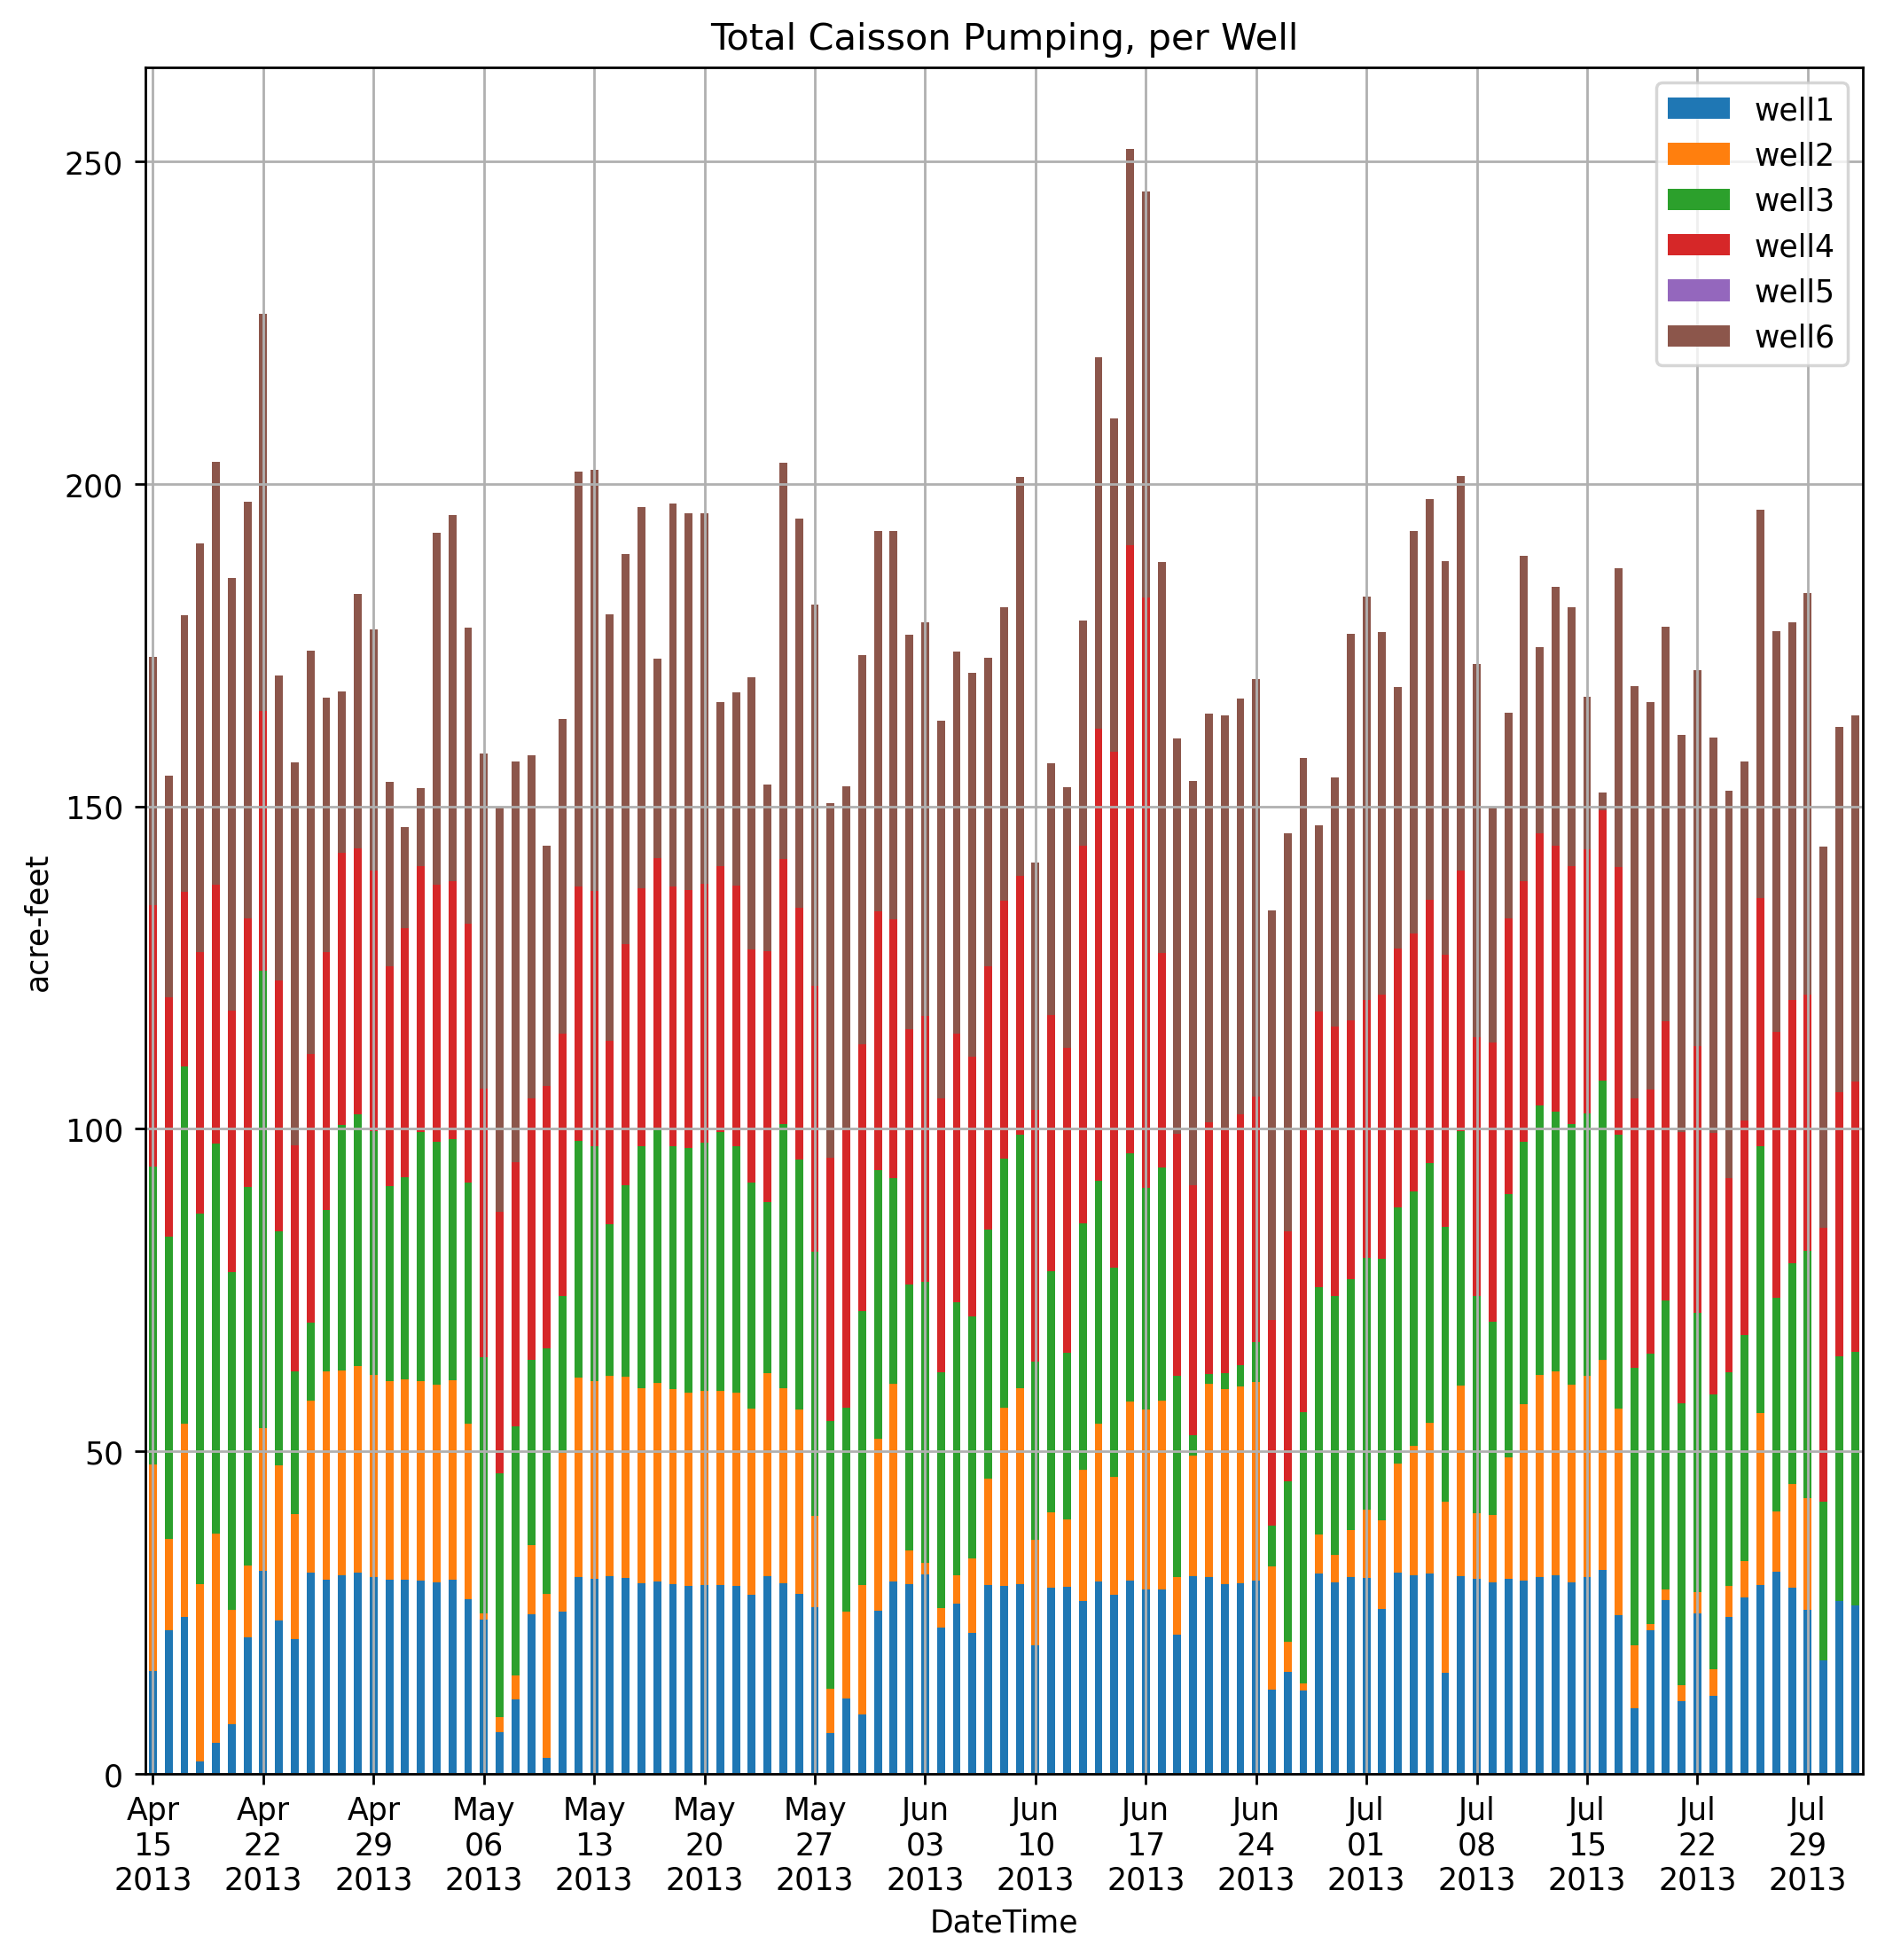 Total Caisson Pumping, per Well
well1
well2
well3
well4
well5
well6
250
200
150
100
50
0
acre-feet
Apr 15 2013
Apr 22 2013
Apr 29 2013
May 06 2013
May 13 2013
May 20 2013
May 27 2013
Jun 03 2013
Jun 10 2013
Jun 17 2013
Jun 24 2013
Jul 01 2013
Jul 08 2013
Jul 15 2013
Jul 22 2013
Jul 29 2013
DateTime